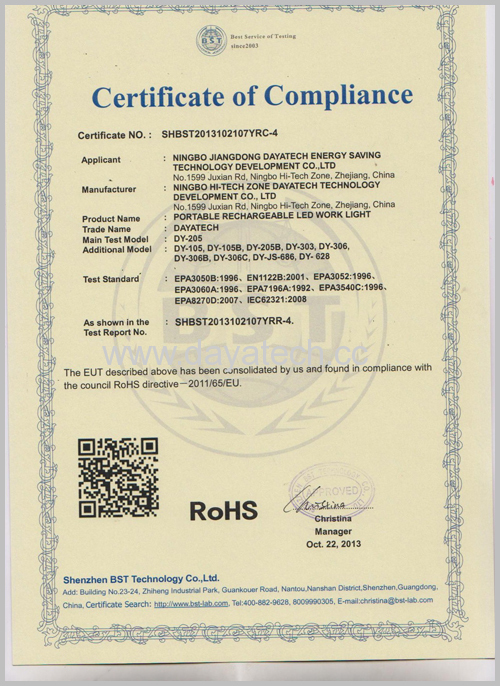 BST
Best Service of Testing
since2003
Certificate of Compliance
Certificate NO. : SHBST2013102107YRC-4
Applicant : NINGBO JIANGDONG DAYATECH ENERGY SAVING
TECHNOLOGY DEVELOPMENT CO.,LTD
No.1599 Juxian Rd, Ningbo Hi-Tech Zone, Zhejiang, China
Manufacturer : NINGBO HI-TECH ZONE DAYATECH TECHNOLOGY
DEVELOPMENT CO., LTD
No.1599 Juxian Rd, Ningbo Hi-Tech Zone, Zhejiang, China
Product Name : PORTABLE RECHARGEABLE LED WORK LIGHT
Trade Name : DAYATECH
Main Test Model : DY-205
Additional Model : DY-105, DY-105B, DY-205B, DY-303, DY-306,
DY-306B, DY-306C, DY-JS-686, DY- 628
Test Standard : EPA3050B:1996、EN1122B:2001、EPA3052:1996、
EPA3060A:1996、EPA7196A:1992、EPA3540C:1996、
EPA8270D:2007、IEC62321:2008
As shown in the : SHBST2013102107YRR-4.
Test Report No.
www.dayatech.cc
The EUT described above has been consolidated by us and found in compliance with
the council RoHS directive－2011/65/EU.
RoHS
APPROVED
Christina
Christina
Manager
Oct. 22, 2013
Shenzhen BST Technology Co.,Ltd.
Add: Building No.23-24, Zhiheng Industrial Park, Guankouer Road, Nantou,Nanshan District,Shenzhen,Guangdong,
China, Certificate Search: http://www.bst-lab.com, Tel:400-882-9628, 8009990305, E-mail:christina@bst-lab.com